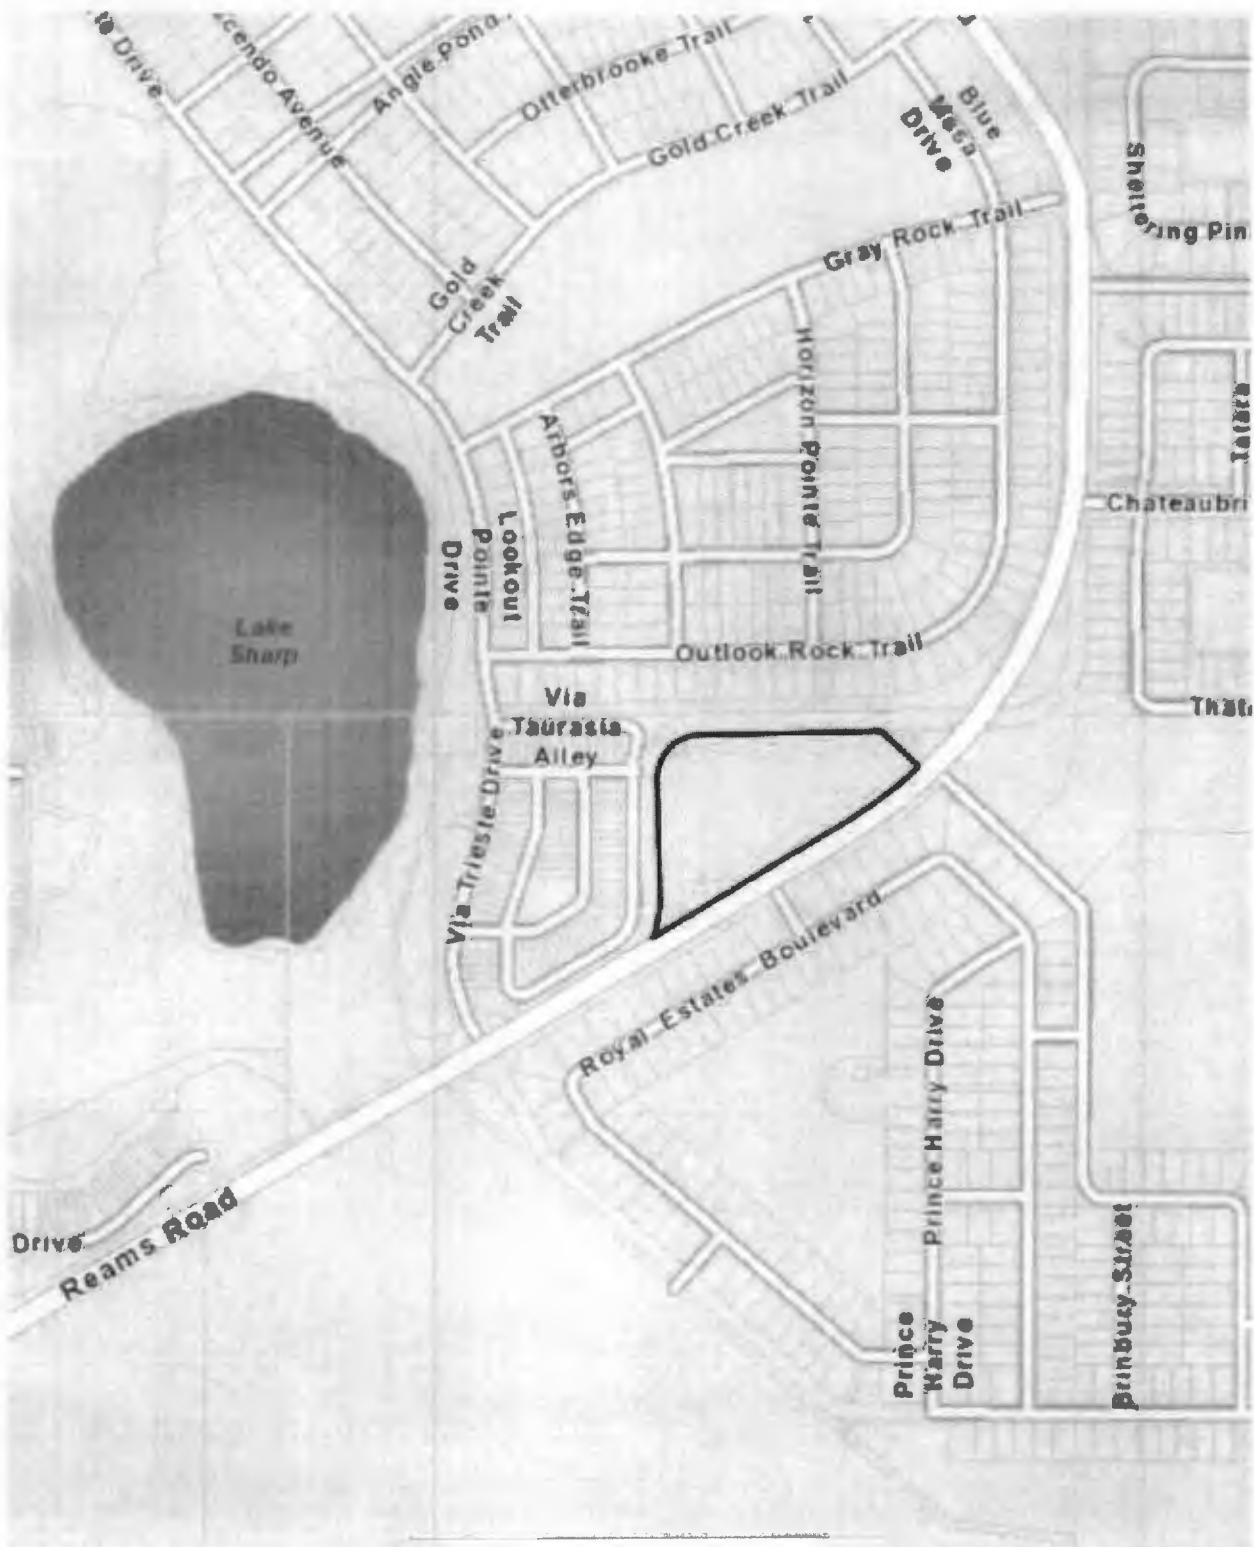 Drive
Avenue
Angle Pond
Otterbrooke Trail
Gold Creek Trail
Blue
Mesa
Drive
Sheltering Pin
Gray Rock Trail
Gold
Creek
Trail
Horizon Pointe Trail
Arbors Edge Trail
Lookout
Pointe
Drive
Chateaubri
Lake
Sharp
Outlook Rock Trail
Via
Taurasia
Alley
Via Trieste Drive
Royal Estates Boulevard
Prince Harry Drive
Drive
Reams Road
Prince
Harry
Drive
Brinbury Street